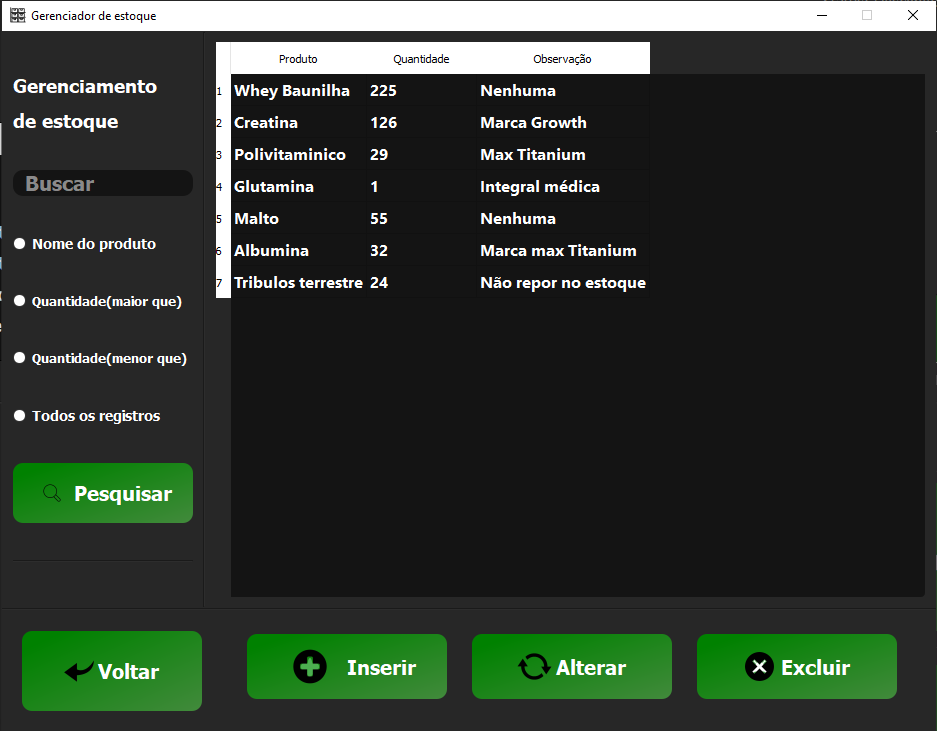 Gerenciador de estoque
Gerenciamento
de estoque
Buscar
Nome do produto
Quantidade(maior que)
Quantidade(menor que)
Todos os registros
Pesquisar
Produto Quantidade Observação
1 Whey Baunilha 225 Nenhuma
2 Creatina 126 Marca Growth
3 Polivitaminico 29 Max Titanium
4 Glutamina 1 Integral médica
5 Malto 55 Nenhuma
6 Albumina 32 Marca max Titanium
7 Tribulos terrestre 24 Não repor no estoque
Voltar
Inserir
Alterar
Excluir